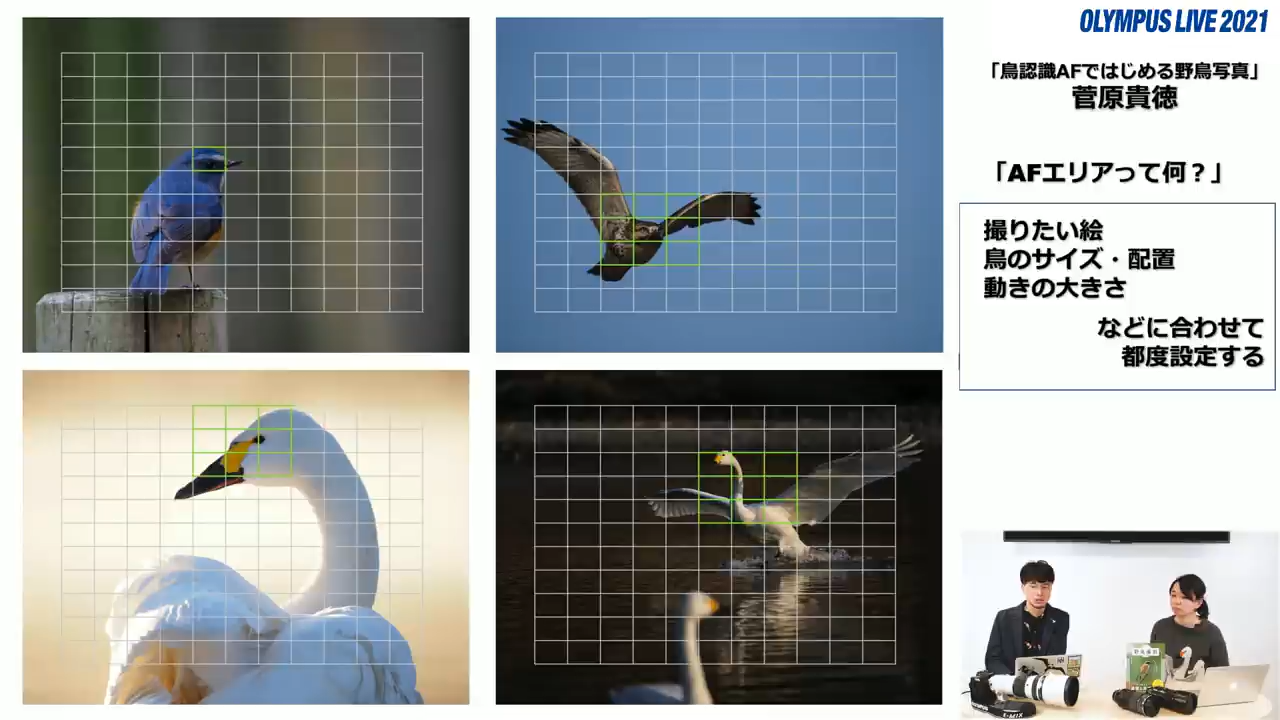 OLYMPUS LIVE 2021
「鳥認識AFではじめる野鳥写真」
菅原貴徳
「AFエリアって何？」
撮りたい絵
鳥のサイズ・配置
動きの大きさ
などに合わせて
都度設定する
OLYMPUS